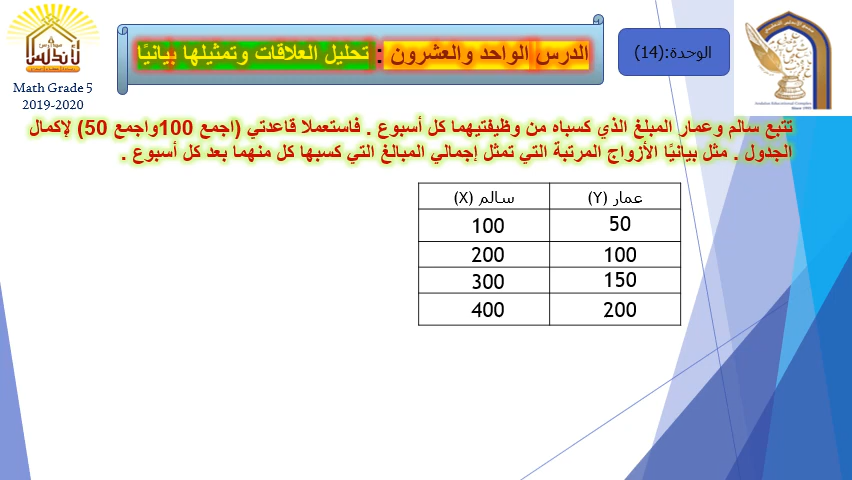 الوحدة:(14)
الدرس الواحد والعشرون : تحليل العلاقات وتمثيلها بيانيًا
Math Grade 5
2019-2020
تتبع سالم وعمار المبلغ الذي كسباه من وظيفتيهما كل أسبوع . فاستعملا قاعدتي (اجمع 100واجمع 50) لإكمال
الجدول . مثل بيانيًا الأزواج المرتبة التي تمثل إجمالي المبالغ التي كسبها كل منهما بعد كل أسبوع .
سالم (X) عمار (Y)
100 50
200 100
300 150
400 200